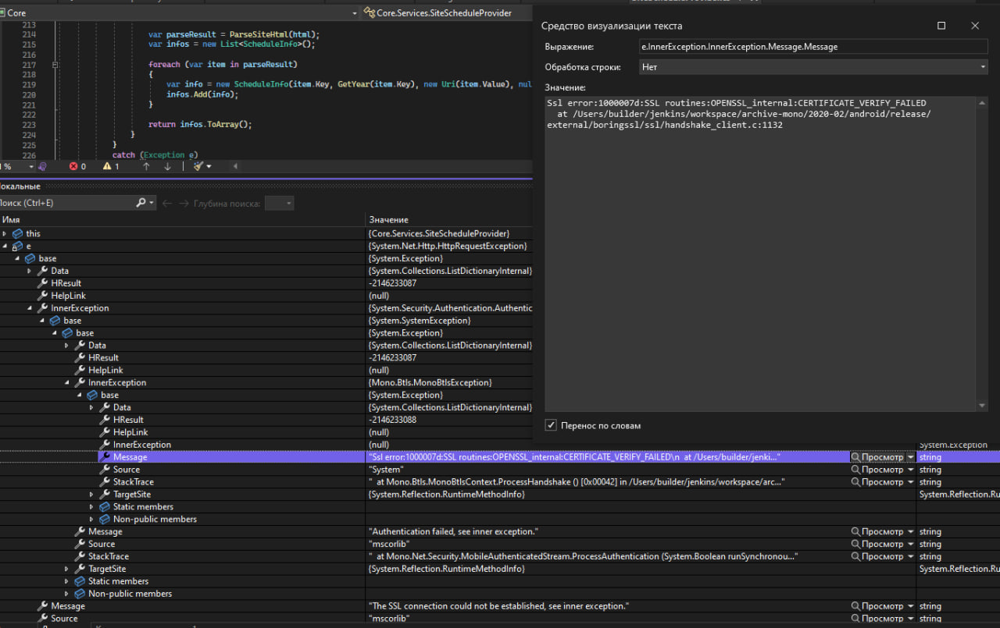 Core
Core.Services.SiteScheduleProvider
213
214 var parseResult = ParseSiteHtml(html);
215 var infos = new List<ScheduleInfo>();
216
217 foreach (var item in parseResult)
218 {
219 var info = new ScheduleInfo(item.Key, GetYear(item.Key), new Uri(item.Value), nul
220 infos.Add(info);
221 }
222
223 return infos.ToArray();
224 }
225 }
226 catch (Exception e)
% 0 1
Средство визуализации текста
Выражение: e.InnerException.InnerException.Message.Message
Обработка строки: Нет
Значение:
Ssl error:1000007d:SSL routines:OPENSSL_internal:CERTIFICATE_VERIFY_FAILED
at /Users/builder/jenkins/workspace/archive-mono/2020-02/android/release/
external/boringssl/ssl/handshake_client.c:1132
Перенос по словам
окальные
Поиск (Ctrl+E) Глубина поиска:
Имя Значение
this {Core.Services.SiteScheduleProvider}
e {System.Net.Http.HttpRequestException}
base {System.Exception}
Data {System.Collections.ListDictionaryInternal}
HResult -2146233087
HelpLink (null)
InnerException {System.Security.Authentication.Authentic
base {System.SystemException}
base {System.Exception}
Data {System.Collections.ListDictionaryInternal}
HResult -2146233087
HelpLink (null)
InnerException {Mono.Btls.MonoBtlsException}
base {System.Exception}
Data {System.Collections.ListDictionaryInternal}
HResult -2146233088
HelpLink (null)
InnerException (null) System.Exception
Message "Ssl error:1000007d:SSL routines:OPENSSL_internal:CERTIFICATE_VERIFY_FAILED\n at /Users/builder/jenki..." Просмотр string
Source "System" Просмотр string
StackTrace " at Mono.Btls.MonoBtlsContext.ProcessHandshake () [0x00042] in /Users/builder/jenkins/workspace/arc..." Просмотр string
TargetSite {System.Reflection.RuntimeMethodInfo} System.Reflection.Ru
Static members
Non-public members
Message "Authentication failed, see inner exception." Просмотр string
Source "mscorlib" Просмотр string
StackTrace " at Mono.Net.Security.MobileAuthenticatedStream.ProcessAuthentication (System.Boolean runSynchronou..." Просмотр string
TargetSite {System.Reflection.RuntimeMethodInfo} System.Reflection.Ru
Static members
Non-public members
Message "The SSL connection could not be established, see inner exception." Просмотр string
Source "mscorlib" Просмотр string